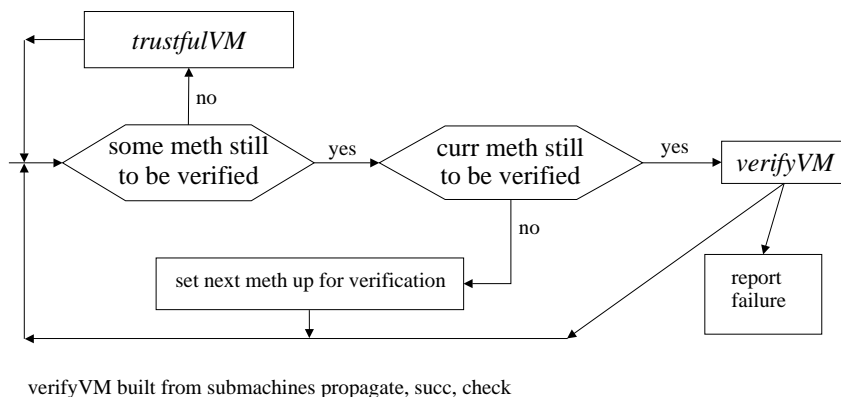 trustfulVM
no
some meth still
to be verified
yes
curr meth still
to be verified
yes
verifyVM
no
set next meth up for verification
report
failure
verifyVM built from submachines propagate, succ, check